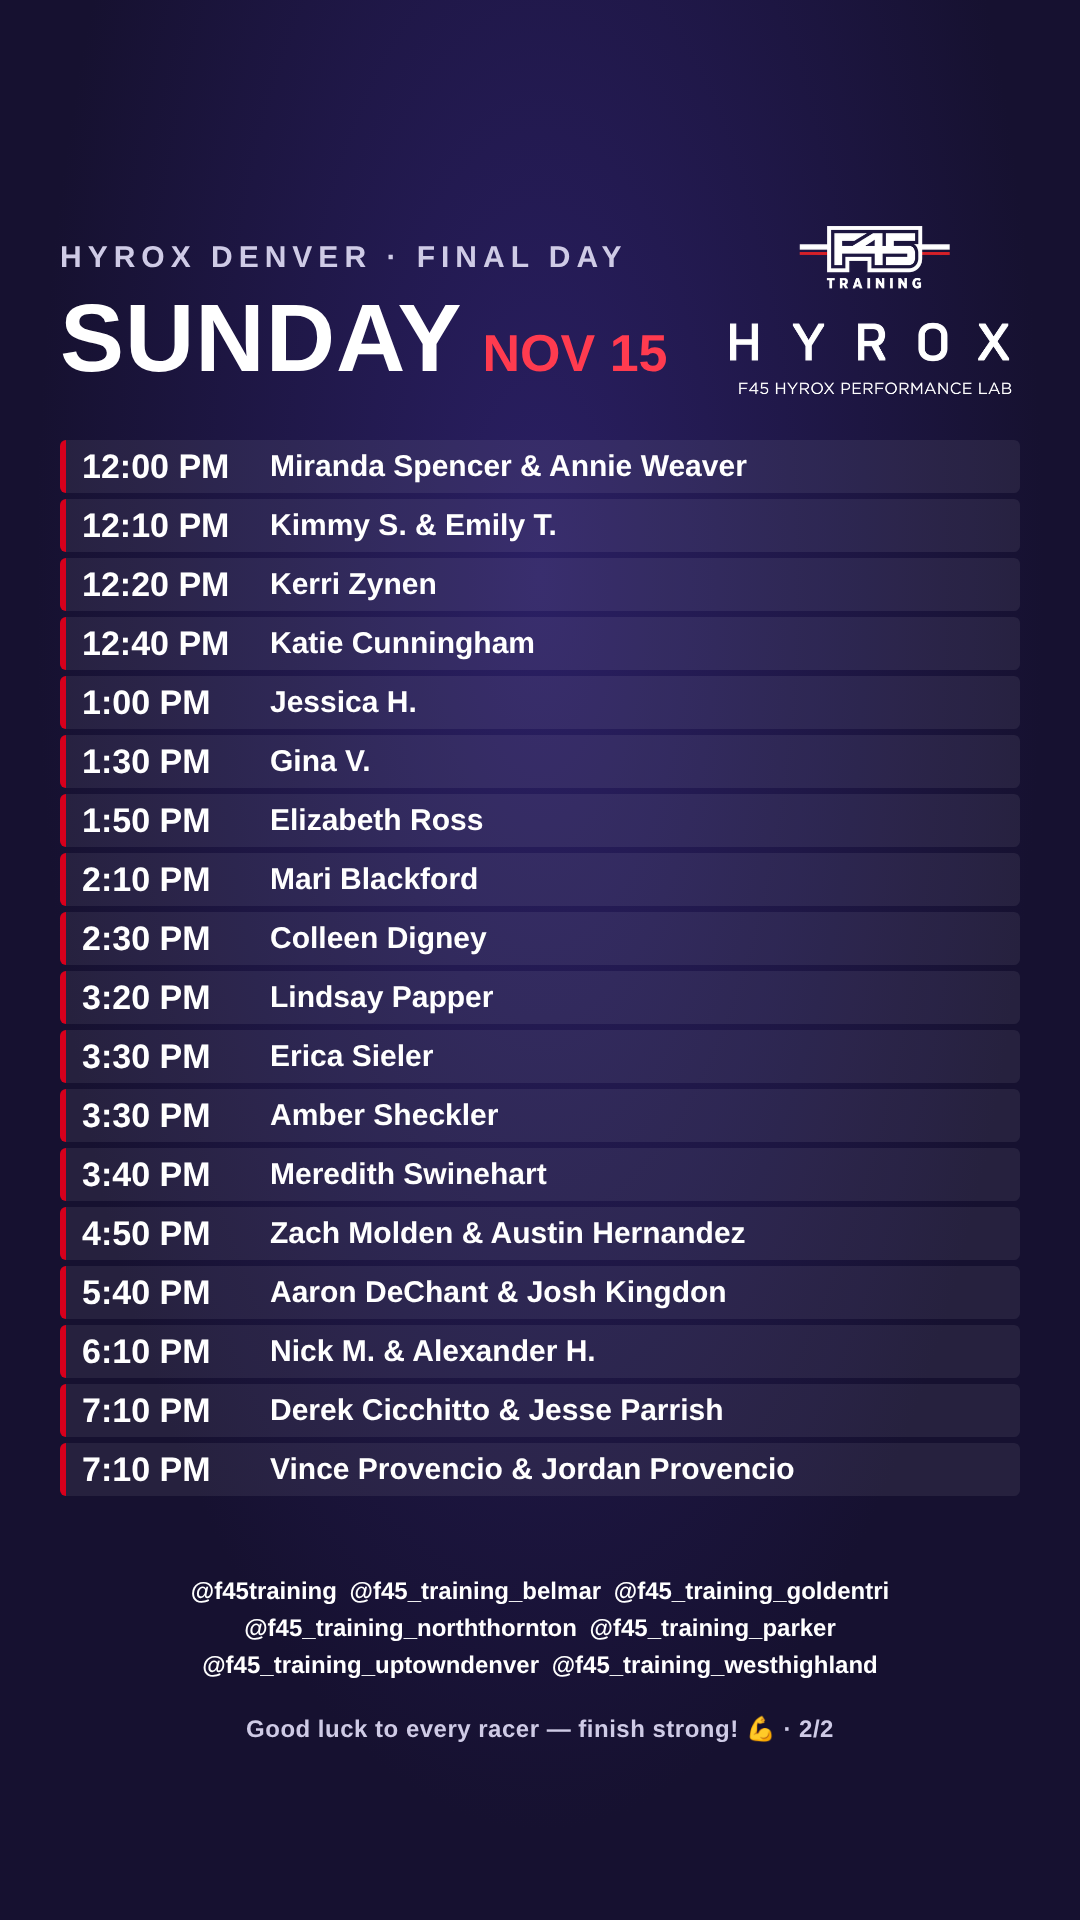 HYROX DENVER · FINAL DAY
SUNDAY NOV 15
F45
TRAINING
HYROX
F45 HYROX PERFORMANCE LAB
12:00 PM Miranda Spencer & Annie Weaver
12:10 PM Kimmy S. & Emily T.
12:20 PM Kerri Zynen
12:40 PM Katie Cunningham
1:00 PM Jessica H.
1:30 PM Gina V.
1:50 PM Elizabeth Ross
2:10 PM Mari Blackford
2:30 PM Colleen Digney
3:20 PM Lindsay Papper
3:30 PM Erica Sieler
3:30 PM Amber Sheckler
3:40 PM Meredith Swinehart
4:50 PM Zach Molden & Austin Hernandez
5:40 PM Aaron DeChant & Josh Kingdon
6:10 PM Nick M. & Alexander H.
7:10 PM Derek Cicchitto & Jesse Parrish
7:10 PM Vince Provencio & Jordan Provencio
@f45training @f45_training_belmar @f45_training_goldentri
@f45_training_norththornton @f45_training_parker
@f45_training_uptowndenver @f45_training_westhighland
Good luck to every racer — finish strong! 💪 · 2/2